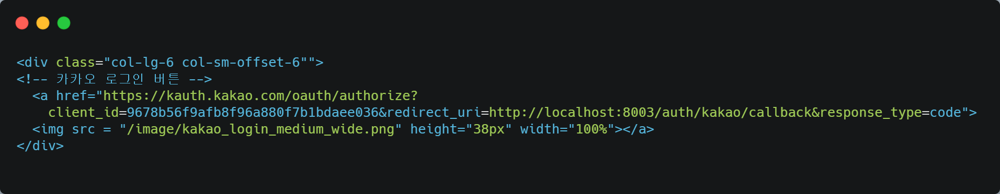 <div class="col-lg-6 col-sm-offset-6"">
<!-- 카카오 로그인 버튼 -->
<a href="https://kauth.kakao.com/oauth/authorize?
client_id=9678b56f9afb8f96a880f7b1bdaee036&redirect_uri=http://localhost:8003/auth/kakao/callback&response_type=code">
<img src = "/image/kakao_login_medium_wide.png" height="38px" width="100%"></a>
</div>